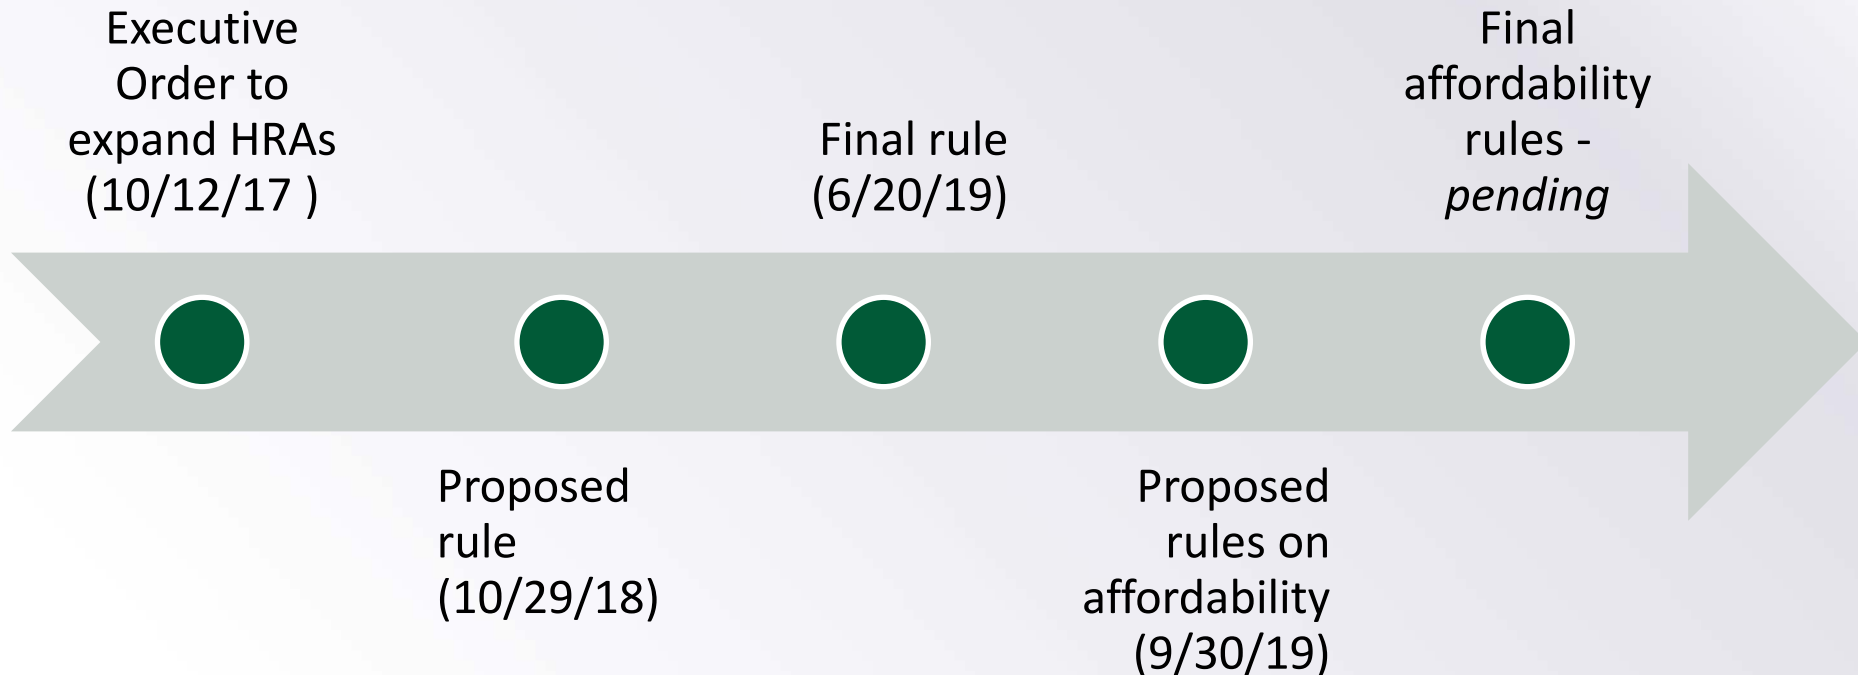 Executive
Order to
expand HRAs
(10/12/17 )
Proposed
rule
(10/29/18)
Final rule
(6/20/19)
Proposed
rules on
affordability
(9/30/19)
Final
affordability
rules -
pending